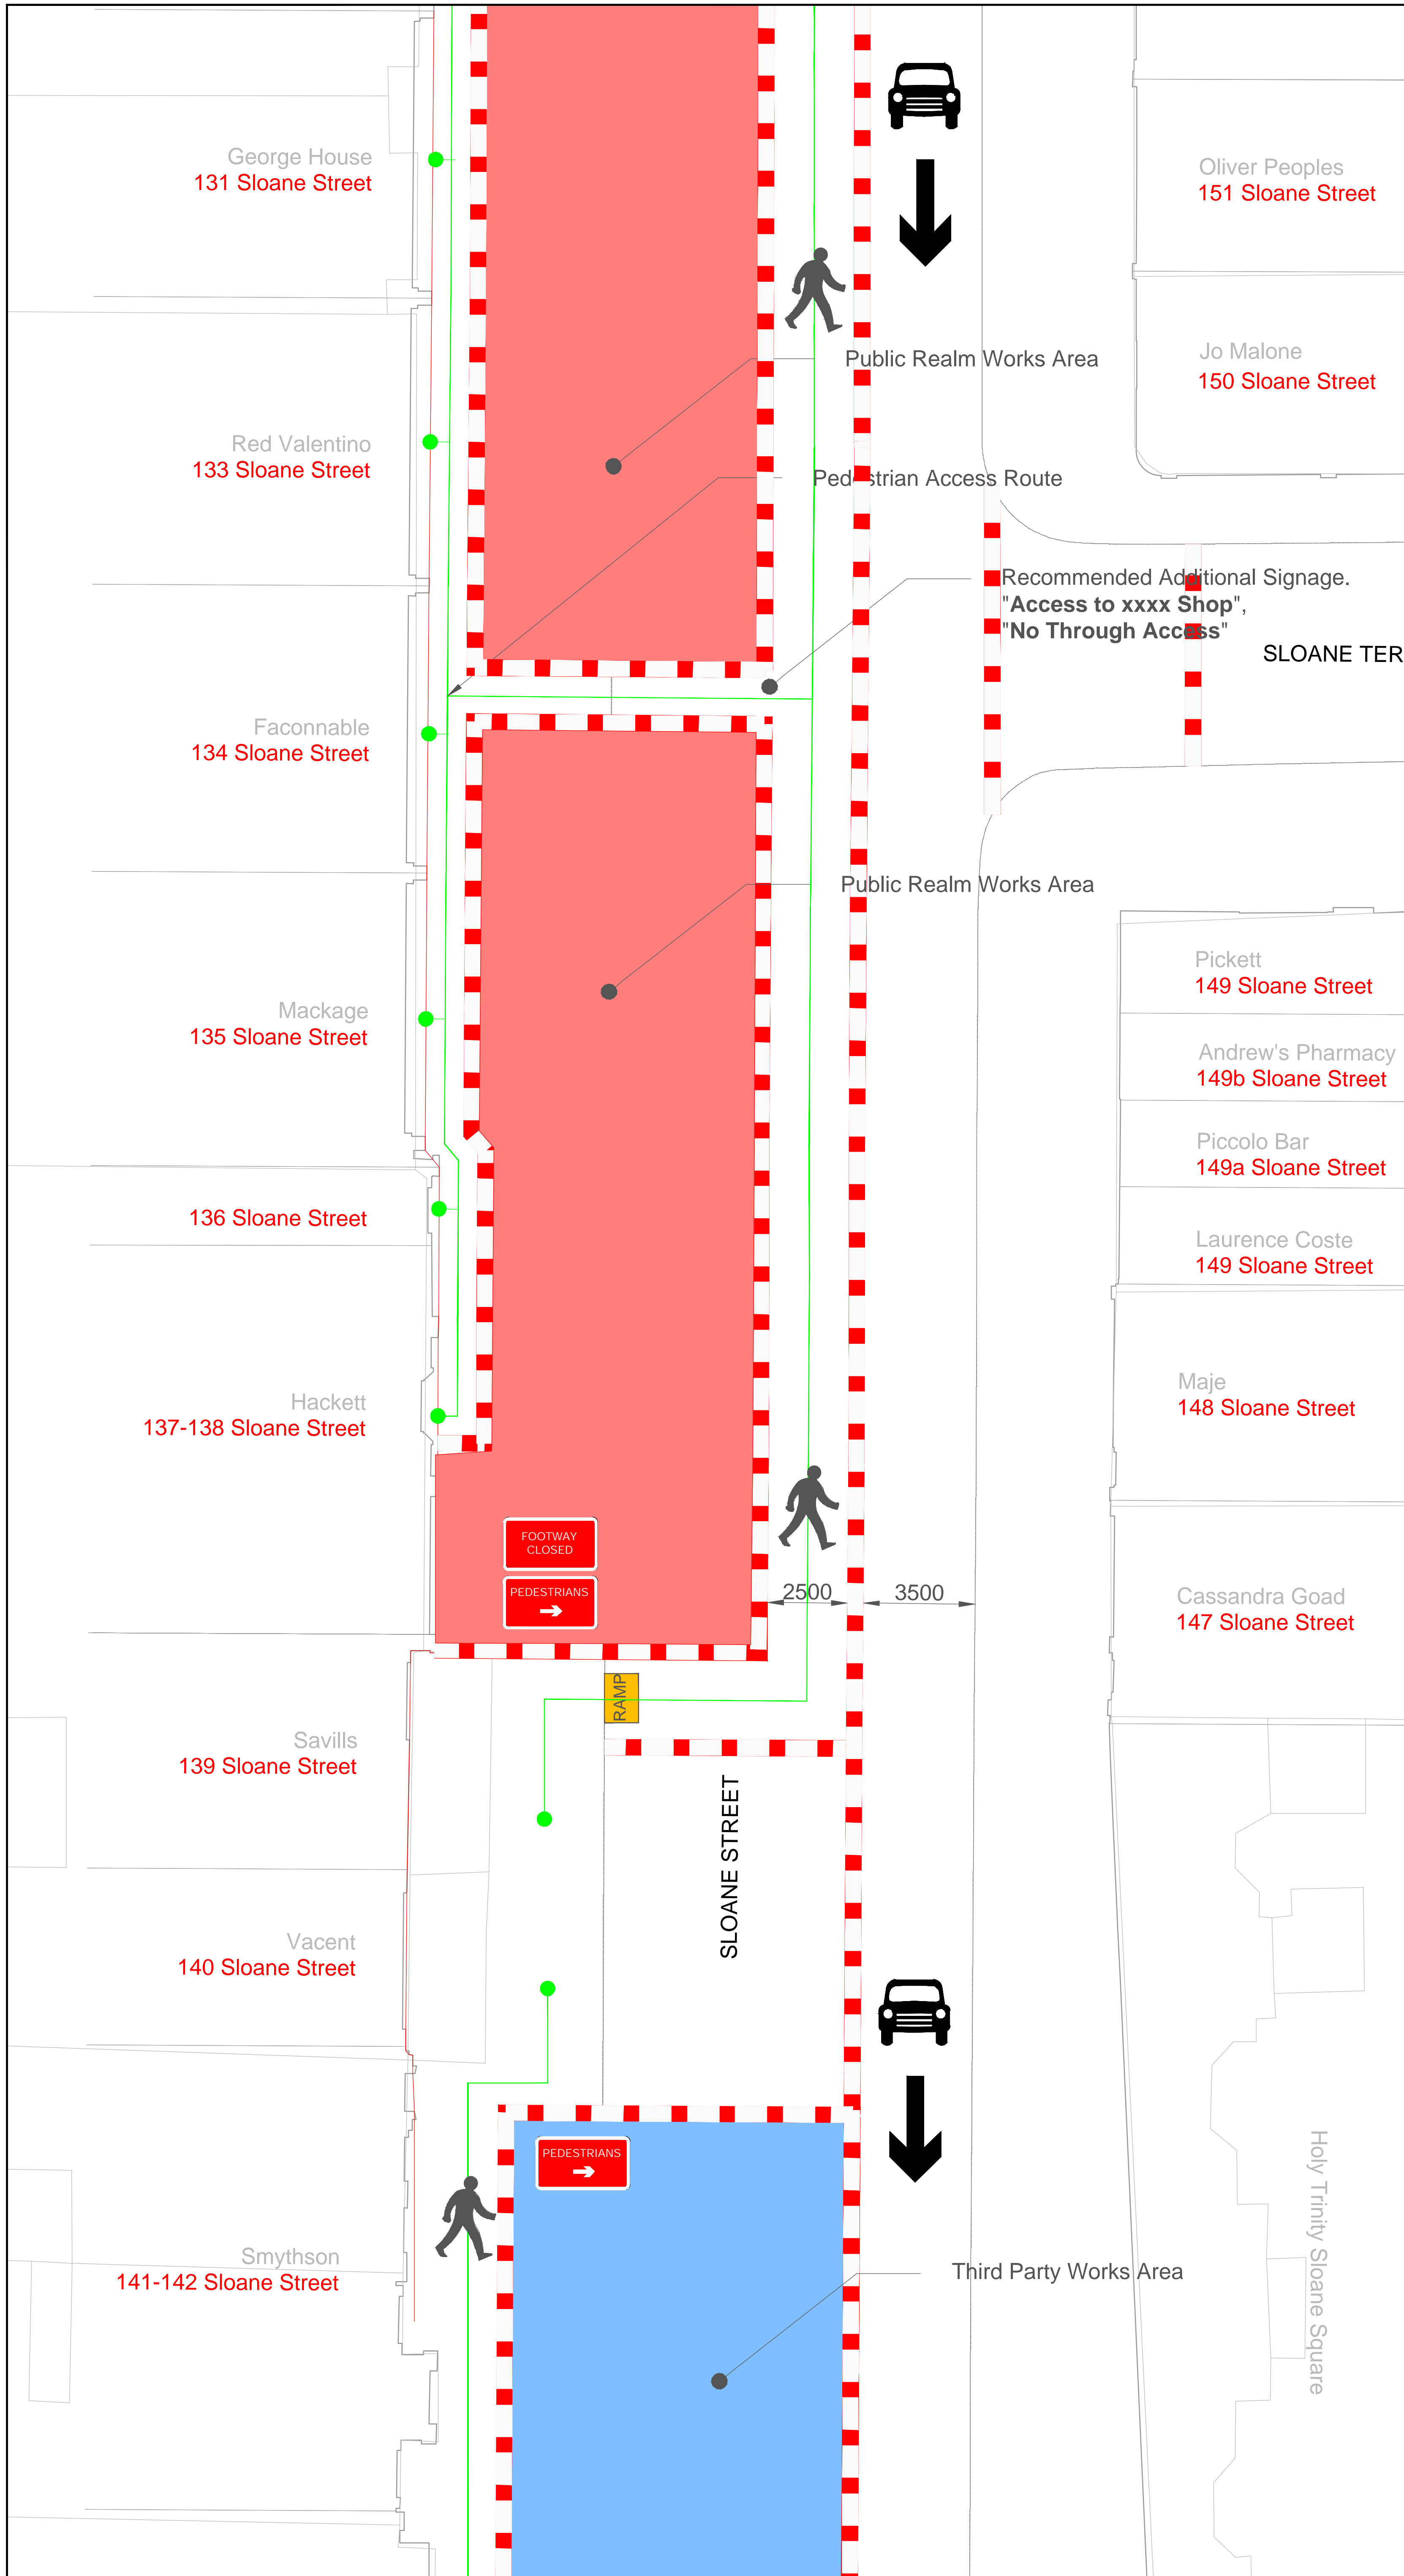 George House
131 Sloane Street
Oliver Peoples
151 Sloane Street
Public Realm Works Area
Jo Malone
150 Sloane Street
Red Valentino
133 Sloane Street
Pedestrian Access Route
Recommended Additional Signage.
"Access to xxxx Shop",
"No Through Access"
SLOANE TER
Faconnable
134 Sloane Street
Public Realm Works Area
Pickett
149 Sloane Street
Mackage
135 Sloane Street
Andrew's Pharmacy
149b Sloane Street
Piccolo Bar
149a Sloane Street
136 Sloane Street
Laurence Coste
149 Sloane Street
Hackett
137-138 Sloane Street
Maje
148 Sloane Street
FOOTWAY
CLOSED
PEDESTRIANS
2500
3500
Cassandra Goad
147 Sloane Street
RAMP
Savills
139 Sloane Street
SLOANE STREET
Vacent
140 Sloane Street
PEDESTRIANS
Smythson
141-142 Sloane Street
Third Party Works Area
Holy Trinity Sloane Square